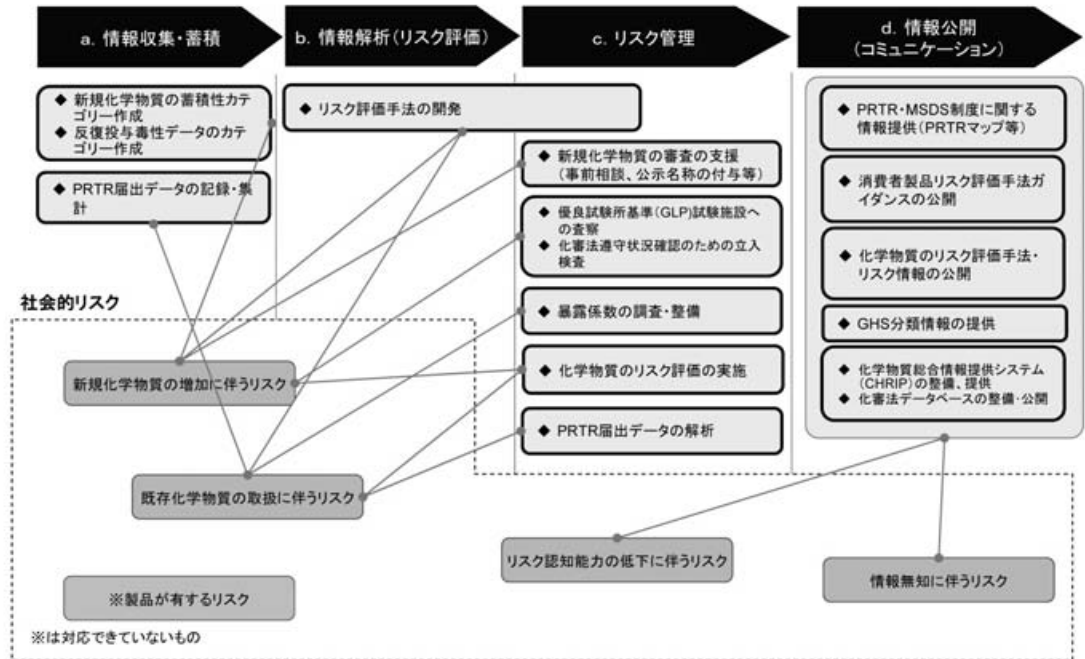 a. 情報収集・蓄積
b. 情報解析(リスク評価)
c. リスク管理
d. 情報公開
(コミュニケーション)
◆ 新規化学物質の蓄積性カテ
ゴリー作成
◆ 反復投与毒性データのカテ
ゴリー作成
◆ PRTR届出データの記録・集
計
◆ リスク評価手法の開発
◆ 新規化学物質の審査の支援
(事前相談、公示名称の付与等)
◆ 優良試験所基準(GLP)試験施設へ
の査察
◆ 化審法遵守状況確認のための立入
検査
◆ 暴露係数の調査・整備
◆ 化学物質のリスク評価の実施
◆ PRTR届出データの解析
◆ PRTR・MSDS制度に関する
情報提供(PRTRマップ等)
◆ 消費者製品リスク評価手法ガ
イダンスの公開
◆ 化学物質のリスク評価手法・
リスク情報の公開
◆ GHS分類情報の提供
◆ 化学物質総合情報提供システム
(CHRIP)の整備、提供
◆ 化審法データベースの整備・公開
社会的リスク
新規化学物質の増加に伴うリスク
既存化学物質の取扱に伴うリスク
リスク認知能力の低下に伴うリスク
情報無知に伴うリスク
※製品が有するリスク
※は対応できていないもの